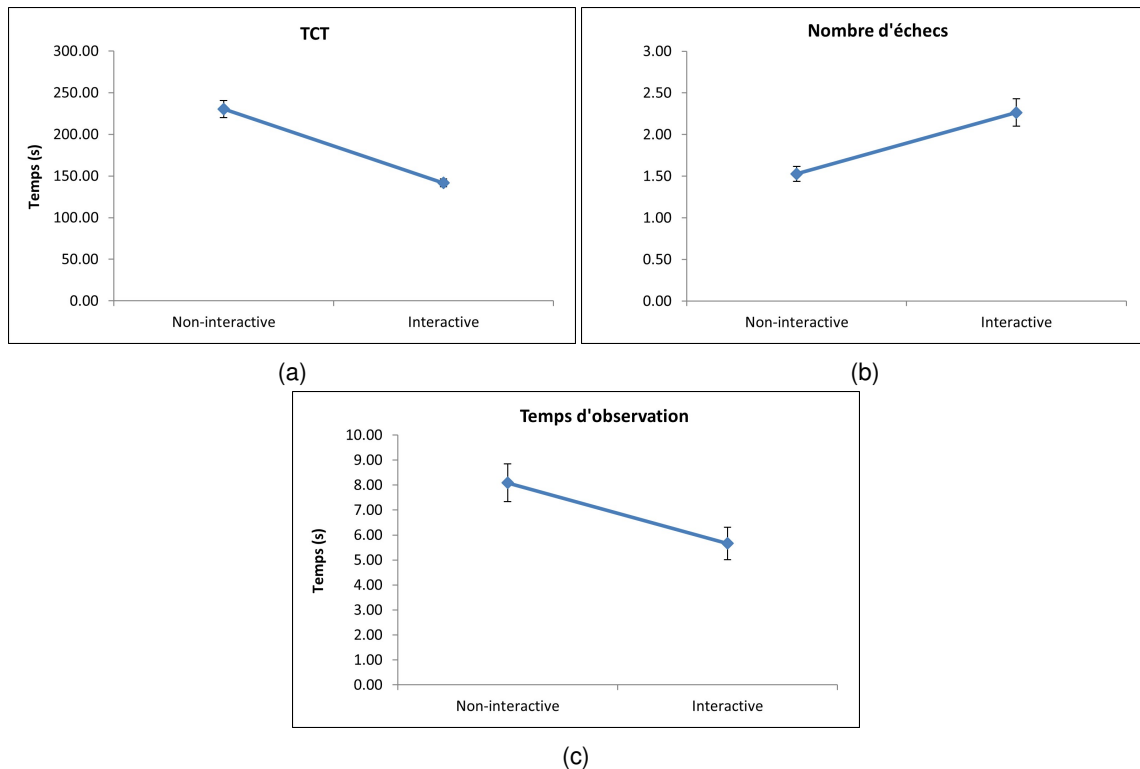 TCT
300.00
250.00
200.00
150.00
100.00
50.00
0.00
Temps (s)
Non-interactive Interactive
(a)
Nombre d'échecs
3.00
2.50
2.00
1.50
1.00
0.50
0.00
Non-interactive Interactive
(b)
Temps d'observation
10.00
9.00
8.00
7.00
6.00
5.00
4.00
3.00
2.00
1.00
0.00
Temps (s)
Non-interactive Interactive
(c)